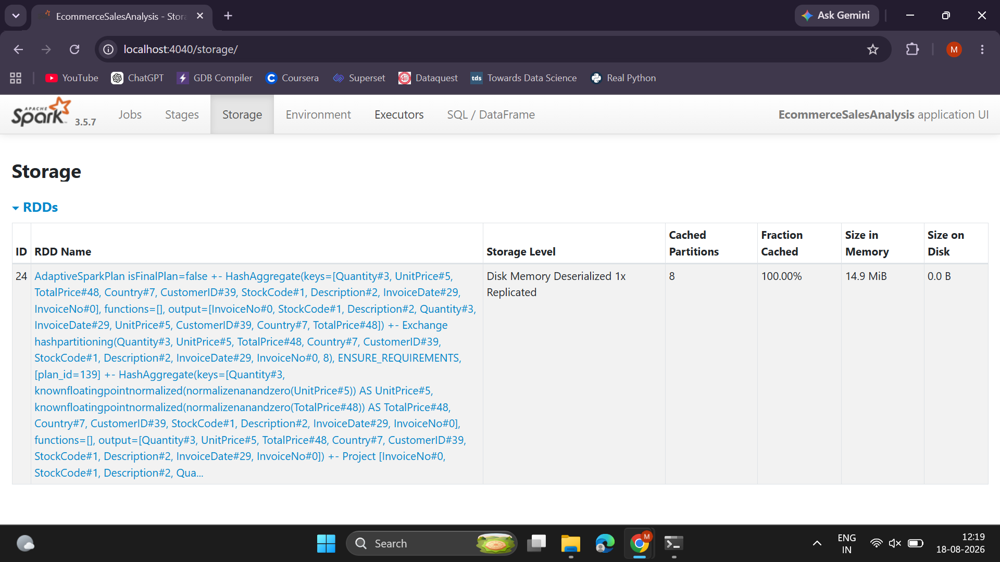 EcommerceSalesAnalysis - Stora
Ask Gemini
localhost:4040/storage/
M
YouTube
ChatGPT
GDB Compiler
Coursera
Superset
Dataquest
tds Towards Data Science
Real Python
APACHE
Spark 3.5.7
Jobs
Stages
Storage
Environment
Executors
SQL / DataFrame
EcommerceSalesAnalysis application UI
Storage
RDDs
ID
RDD Name
Storage Level
Cached
Partitions
Fraction
Cached
Size in
Memory
Size on
Disk
24
AdaptiveSparkPlan isFinalPlan=false +- HashAggregate(keys=[Quantity#3, UnitPrice#5,
TotalPrice#48, Country#7, CustomerID#39, StockCode#1, Description#2, InvoiceDate#29,
InvoiceNo#0], functions=[], output=[InvoiceNo#0, StockCode#1, Description#2, Quantity#3,
InvoiceDate#29, UnitPrice#5, CustomerID#39, Country#7, TotalPrice#48]) +- Exchange
hashpartitioning(Quantity#3, UnitPrice#5, TotalPrice#48, Country#7, CustomerID#39,
StockCode#1, Description#2, InvoiceDate#29, InvoiceNo#0, 8), ENSURE_REQUIREMENTS,
[plan_id=139] +- HashAggregate(keys=[Quantity#3,
knownfloatingpointnormalized(normalizenanandzero(UnitPrice#5)) AS UnitPrice#5,
knownfloatingpointnormalized(normalizenanandzero(TotalPrice#48)) AS TotalPrice#48,
Country#7, CustomerID#39, StockCode#1, Description#2, InvoiceDate#29, InvoiceNo#0],
functions=[], output=[Quantity#3, UnitPrice#5, TotalPrice#48, Country#7, CustomerID#39,
StockCode#1, Description#2, InvoiceDate#29, InvoiceNo#0]) +- Project [InvoiceNo#0,
StockCode#1, Description#2, Qua...
Disk Memory Deserialized 1x
Replicated
8
100.00%
14.9 MiB
0.0 B
Search
M
ENG
IN
12:19
18-08-2026